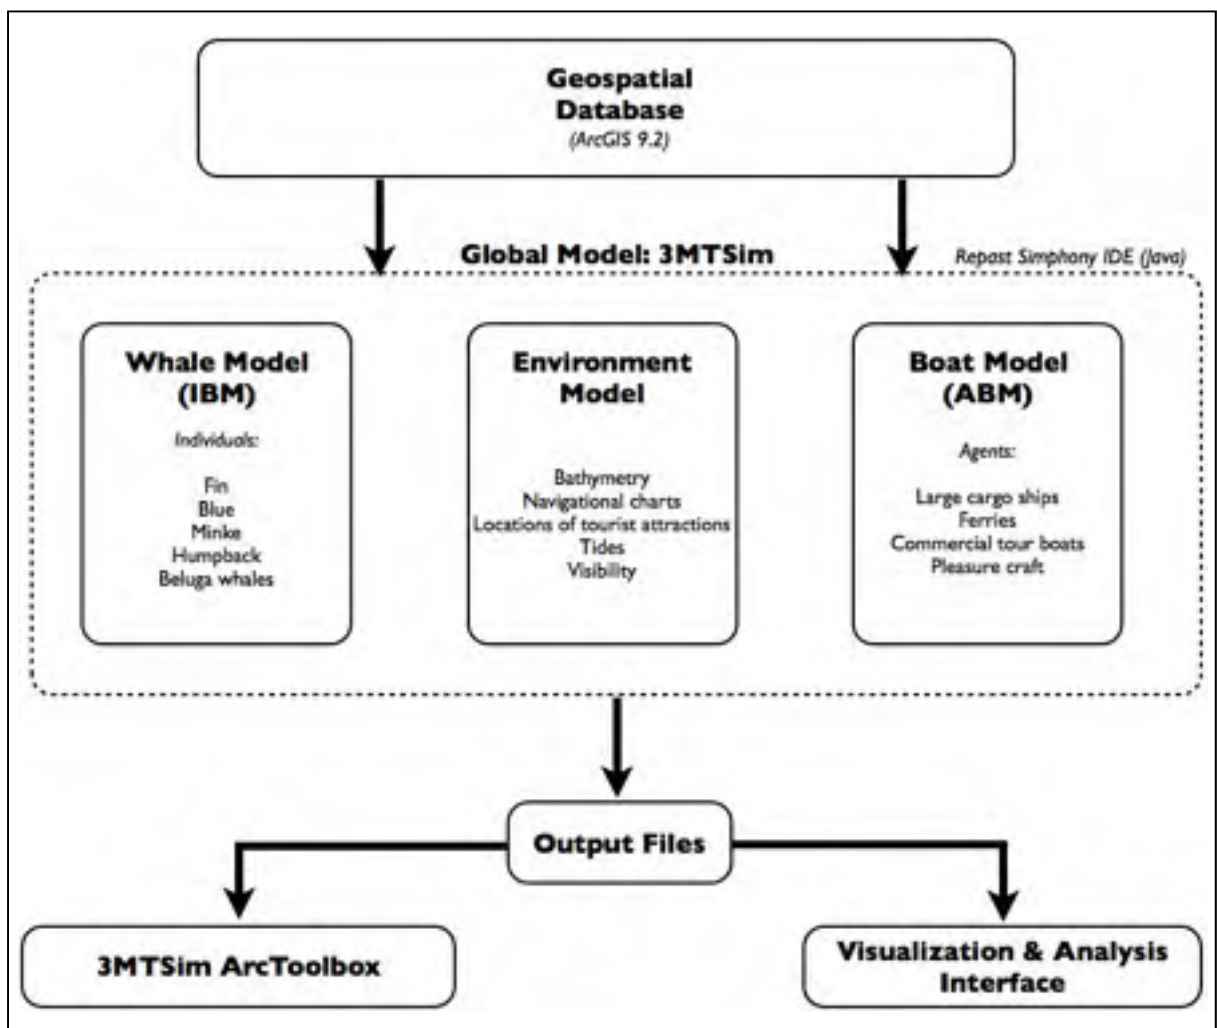 Geospatial
Database
(ArcGIS 9.2)
Global Model: 3MTSim
Repast Simphony IDE (Java)
Whale Model
(IBM)
Individuals:
Fin
Blue
Minke
Humpback
Beluga whales
Environment
Model
Bathymetry
Navigational charts
Locations of tourist attractions
Tides
Visibility
Boat Model
(ABM)
Agents:
Large cargo ships
Ferries
Commercial tour boats
Pleasure craft
Output Files
3MTSim ArcToolbox
Visualization & Analysis
Interface